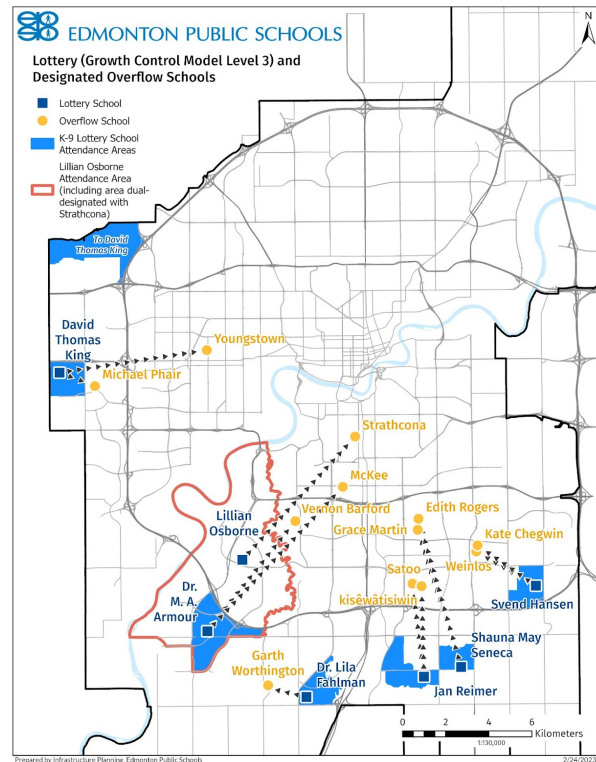 EDMONTON PUBLIC SCHOOLS
N
Lottery (Growth Control Model Level 3) and
Designated Overflow Schools
Lottery School
Overflow School
K-9 Lottery School
Attendance Areas
Lillian Osborne
Attendance Area
(including area dual-
designated with
Strathcona)
To David
Thomas King
David
Thomas
King
Youngstown
Michael Phair
Strathcona
McKee
Vernon Barford
Edith Rogers
Grace Martin
Lillian
Osborne
Kate Chegwin
Weinlos
Satoo
kisêwâtisiwin
Svend Hansen
Dr.
M. A.
Armour
Shauna May
Seneca
Garth
Worthington
Dr. Lila
Fahlman
Jan Reimer
0 2 4 6
Kilometers
1:130,000
Prepared by Infrastructure Planning, Edmonton Public Schools
2/24/2023